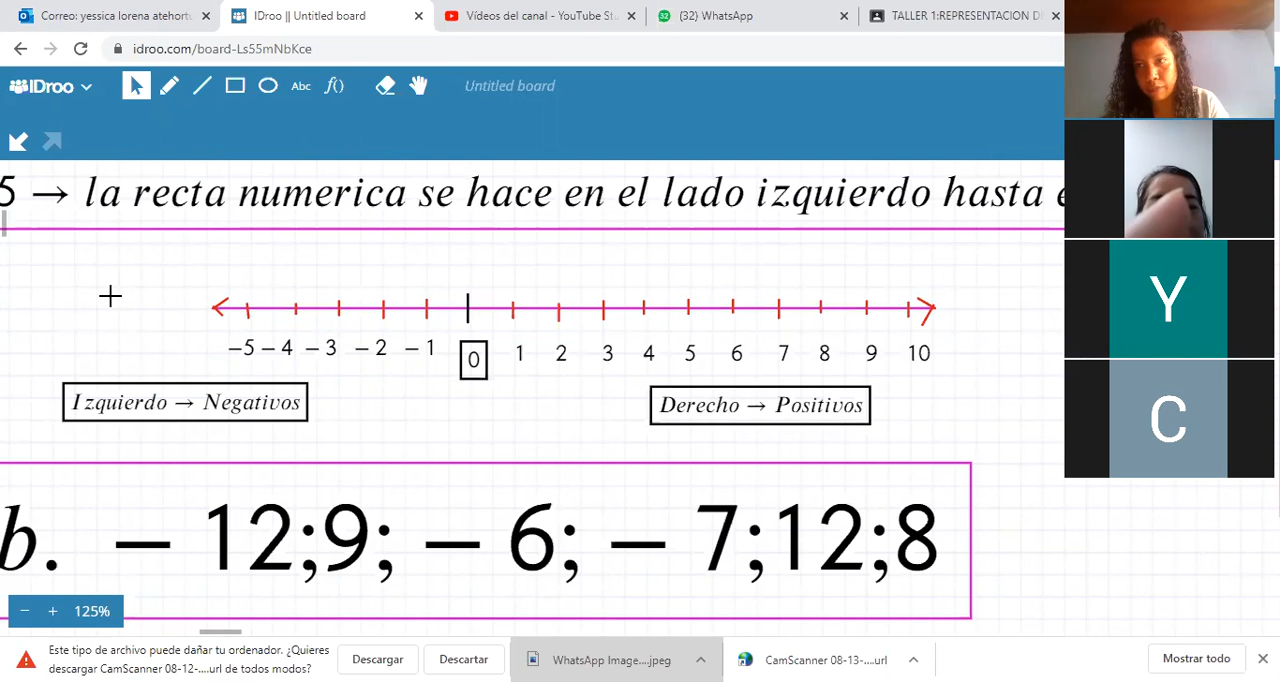 Correo: yessica lorena atehort
IDroo || Untitled board
Vídeos del canal - YouTube St
(32) WhatsApp
TALLER 1:REPRESENTACION D
idroo.com/board-Ls55mNbKce
IDroo Abc f() Untitled board
5 → la recta numerica se hace en el lado izquierdo hasta e
−5 −4 −3 −2 −1 0 1 2 3 4 5 6 7 8 9 10
Izquierdo → Negativos
Derecho → Positivos
b. − 12;9; − 6; − 7;12;8
Y
C
− + 125%
Este tipo de archivo puede dañar tu ordenador. ¿Quieres
descargar CamScanner 08-12-....url de todos modos?
Descargar
Descartar
WhatsApp Image....jpeg
CamScanner 08-13-....url
Mostrar todo